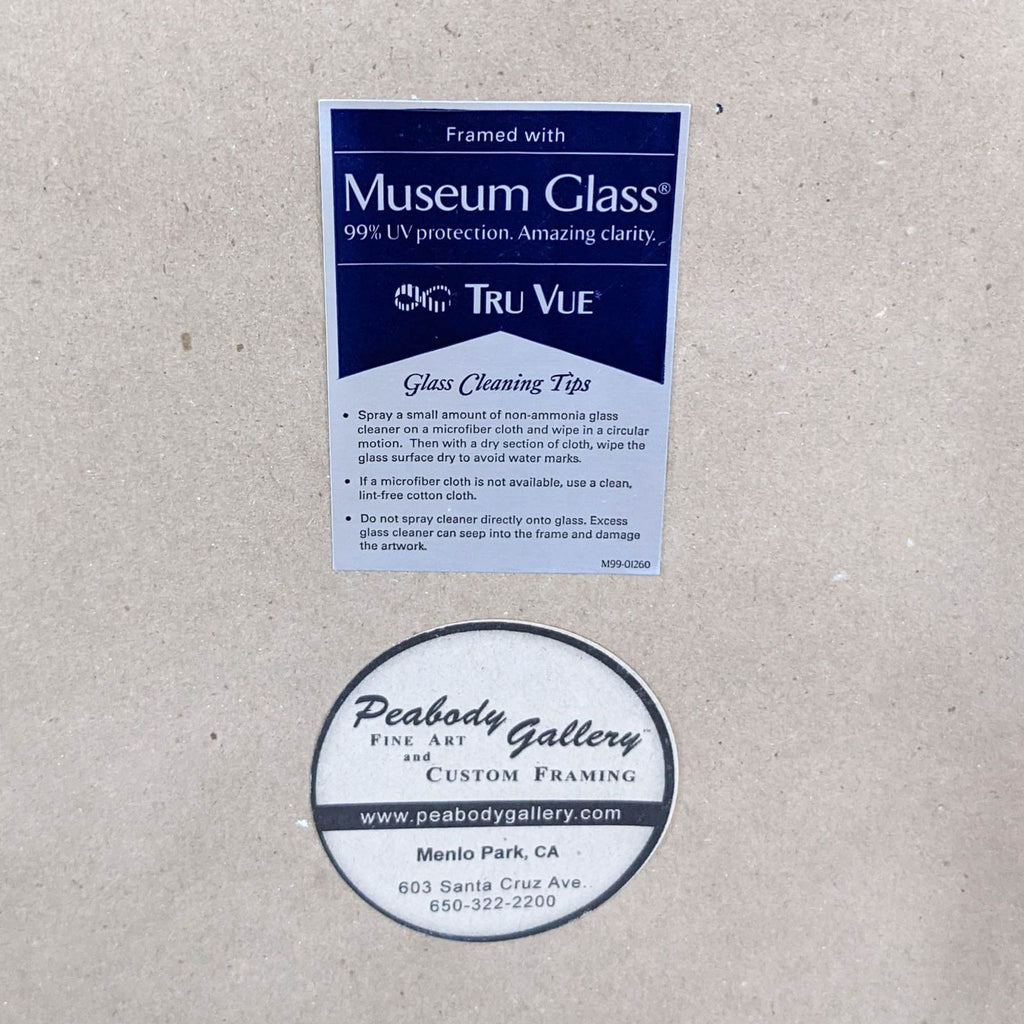 Framed with
Museum Glass®
99% UV protection. Amazing clarity.
TRU VUE
Glass Cleaning Tips
• Spray a small amount of non-ammonia glass
cleaner on a microfiber cloth and wipe in a circular
motion. Then with a dry section of cloth, wipe the
glass surface dry to avoid water marks.
• If a microfiber cloth is not available, use a clean,
lint-free cotton cloth.
• Do not spray cleaner directly onto glass. Excess
glass cleaner can seep into the frame and damage
the artwork.
M99-01260
Peabody Gallery™
FINE ART
and
CUSTOM FRAMING
www.peabodygallery.com
Menlo Park, CA
603 Santa Cruz Ave.
650-322-2200